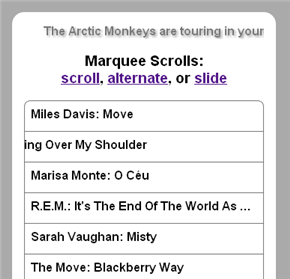 The Arctic Monkeys are touring in your
Marquee Scrolls:
scroll, alternate, or slide
Miles Davis: Move
ing Over My Shoulder
Marisa Monte: O Céu
R.E.M.: It's The End Of The World As ...
Sarah Vaughan: Misty
The Move: Blackberry Way